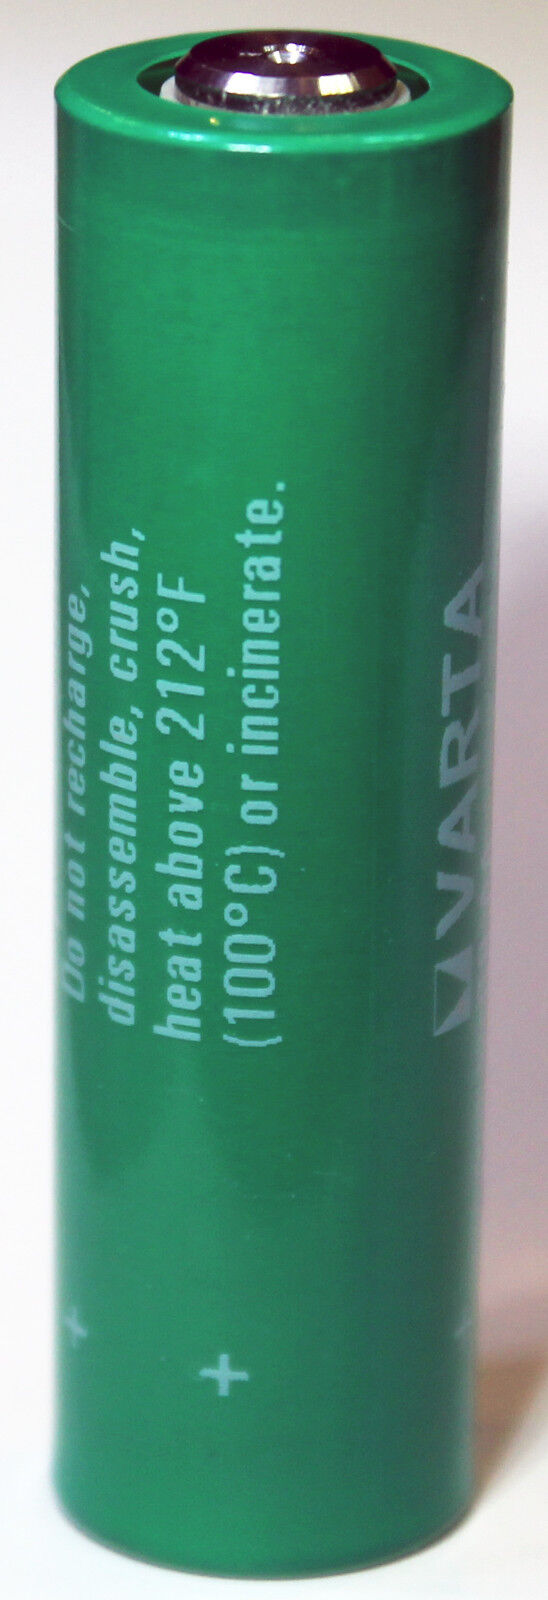 Do not recharge,
disassemble, crush,
heat above 212°F
(100°C) or incinerate.
VARTA
+
+
+